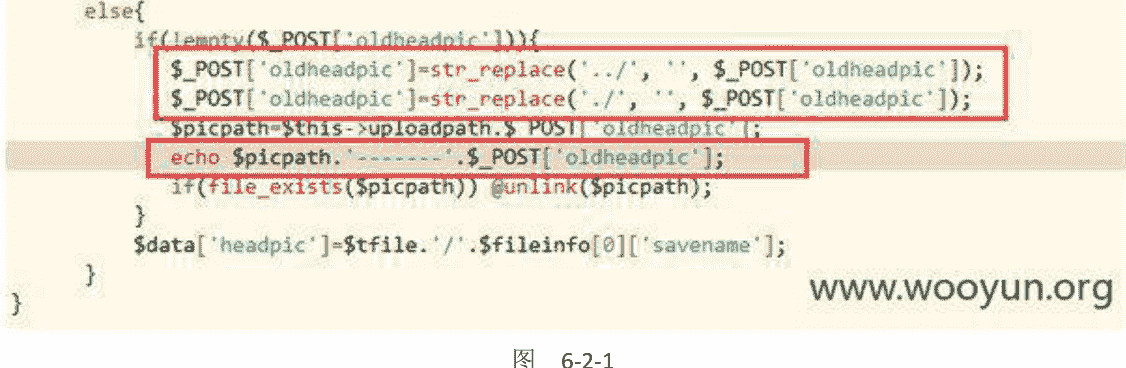 else{
if(!empty($_POST['oldheadpic'])){
$_POST['oldheadpic']=str_replace('../', '', $_POST['oldheadpic']);
$_POST['oldheadpic']=str_replace('./', '', $_POST['oldheadpic']);
$picpath=$this->uploadpath.$_POST['oldheadpic'];
echo $picpath.'-------'.$_POST['oldheadpic'];
if(file_exists($picpath)) @unlink($picpath);
}
$data['headpic']=$tfile.'/'.$fileinfo[0]['savename'];
}
}
www.wooyun.org
图 6-2-1